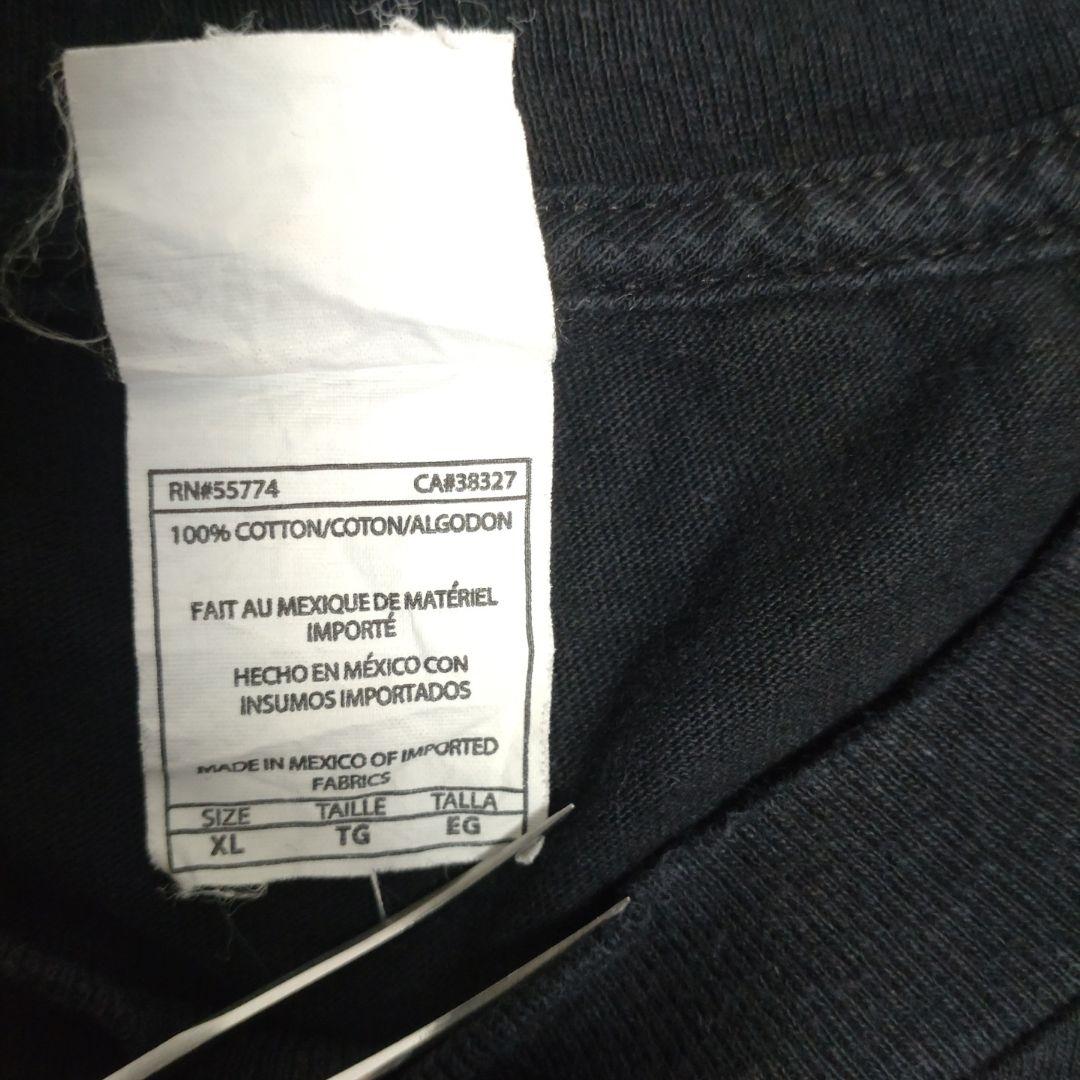 RN#55774 CA#38327
100% COTTON/COTON/ALGODON
FAIT AU MEXIQUE DE MATÉRIEL
IMPORTÉ
HECHO EN MÉXICO CON
INSUMOS IMPORTADOS
MADE IN MEXICO OF IMPORTED
FABRICS
SIZE TAILLE TALLA
XL TG EG